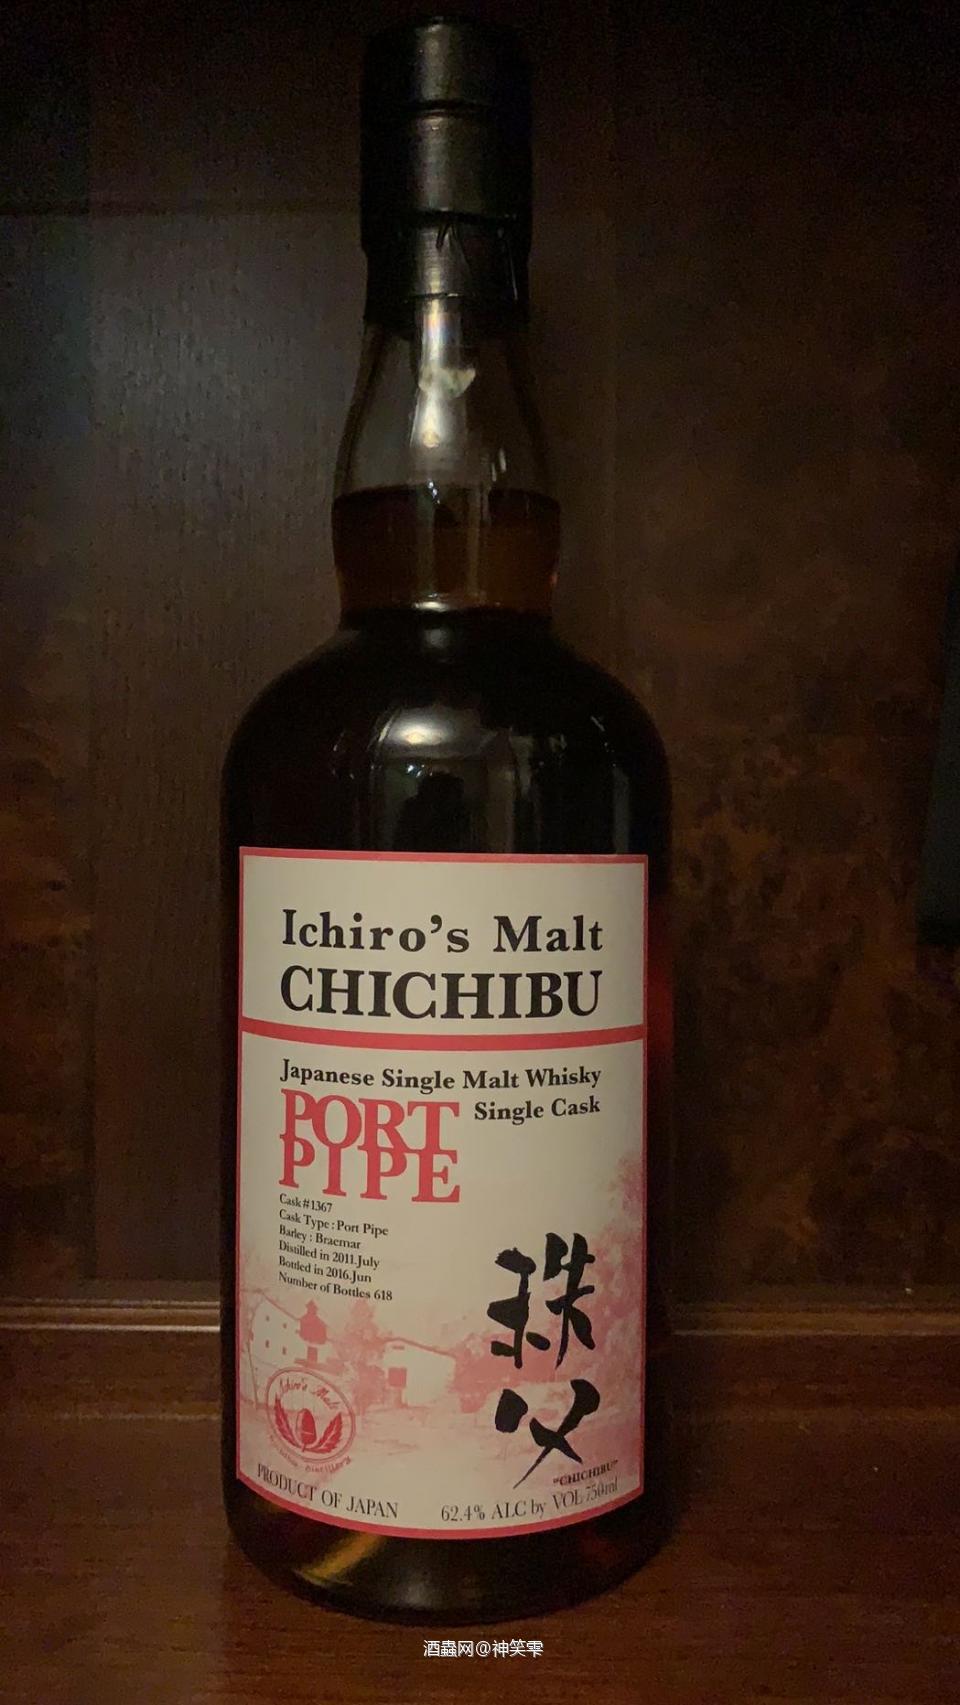 Ichiro's Malt
CHICHIBU
Japanese Single Malt Whisky
PORT
PIPE
Single Cask
Cask#1367
Cask Type : Port Pipe
Barley : Braemar
Distilled in 2011.July
Bottled in 2016.Jun
Number of Bottles 618
秩
父
"CHICHIBU"
Ichiro's Malt
PRODUCT OF JAPAN
62.4% ALC by VOL 750ml
酒蟲网@神笑雫